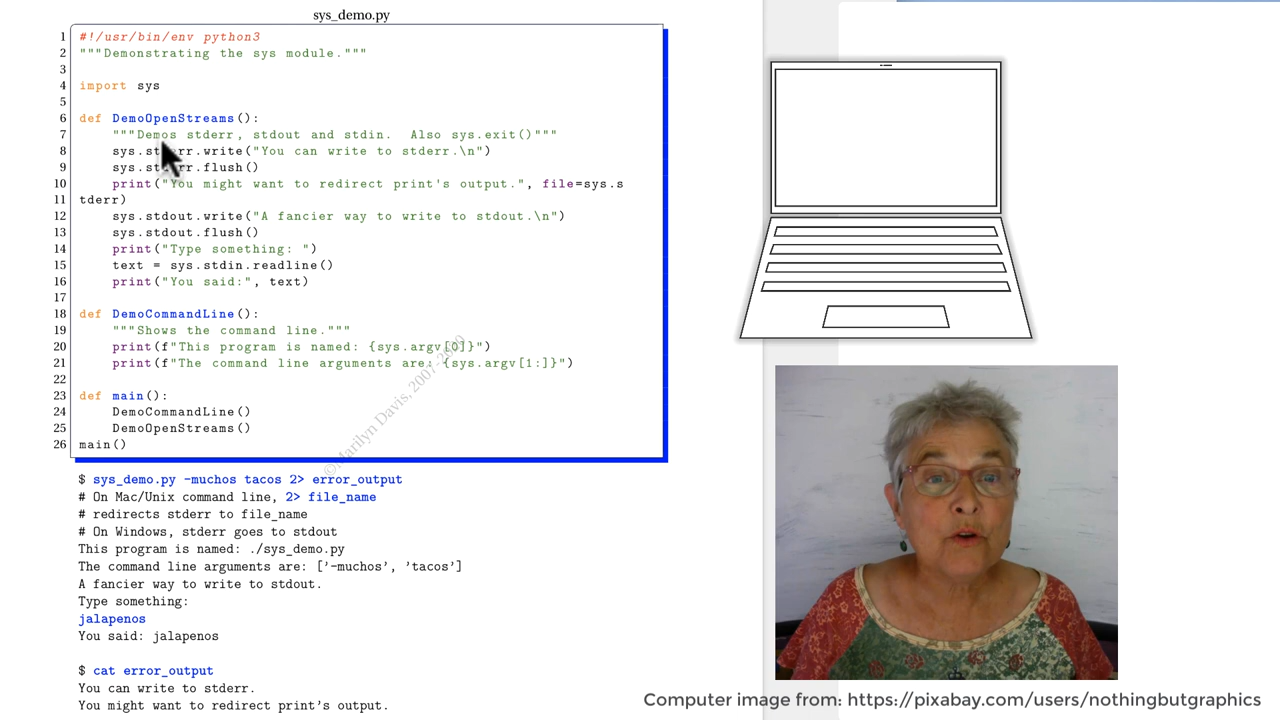 sys_demo.py
1 #!/usr/bin/env python3
2 """Demonstrating the sys module."""
3
4 import sys
5
6 def DemoOpenStreams():
7 """Demos stderr, stdout and stdin.  Also sys.exit()"""
8 sys.stderr.write("You can write to stderr.\n")
9 sys.stderr.flush()
10 print("You might want to redirect print's output.", file=sys.s
11 tderr)
12 sys.stdout.write("A fancier way to write to stdout.\n")
13 sys.stdout.flush()
14 print("Type something: ")
15 text = sys.stdin.readline()
16 print("You said:", text)
17
18 def DemoCommandLine():
19 """Shows the command line."""
20 print(f"This program is named: {sys.argv[0]}")
21 print(f"The command line arguments are: {sys.argv[1:]}")
22
23 def main():
24 DemoCommandLine()
25 DemoOpenStreams()
26 main()
©Marilyn Davis,
$ sys_demo.py -muchos tacos 2> error_output
# On Mac/Unix command line, 2> file_name
# redirects stderr to file_name
# On Windows, stderr goes to stdout
This program is named: ./sys_demo.py
The command line arguments are: ['-muchos', 'tacos']
A fancier way to write to stdout.
Type something:
jalapenos
You said: jalapenos
$ cat error_output
You can write to stderr.
You might want to redirect print's output.
Computer image from: https://pixabay.com/users/nothingbutgraphics